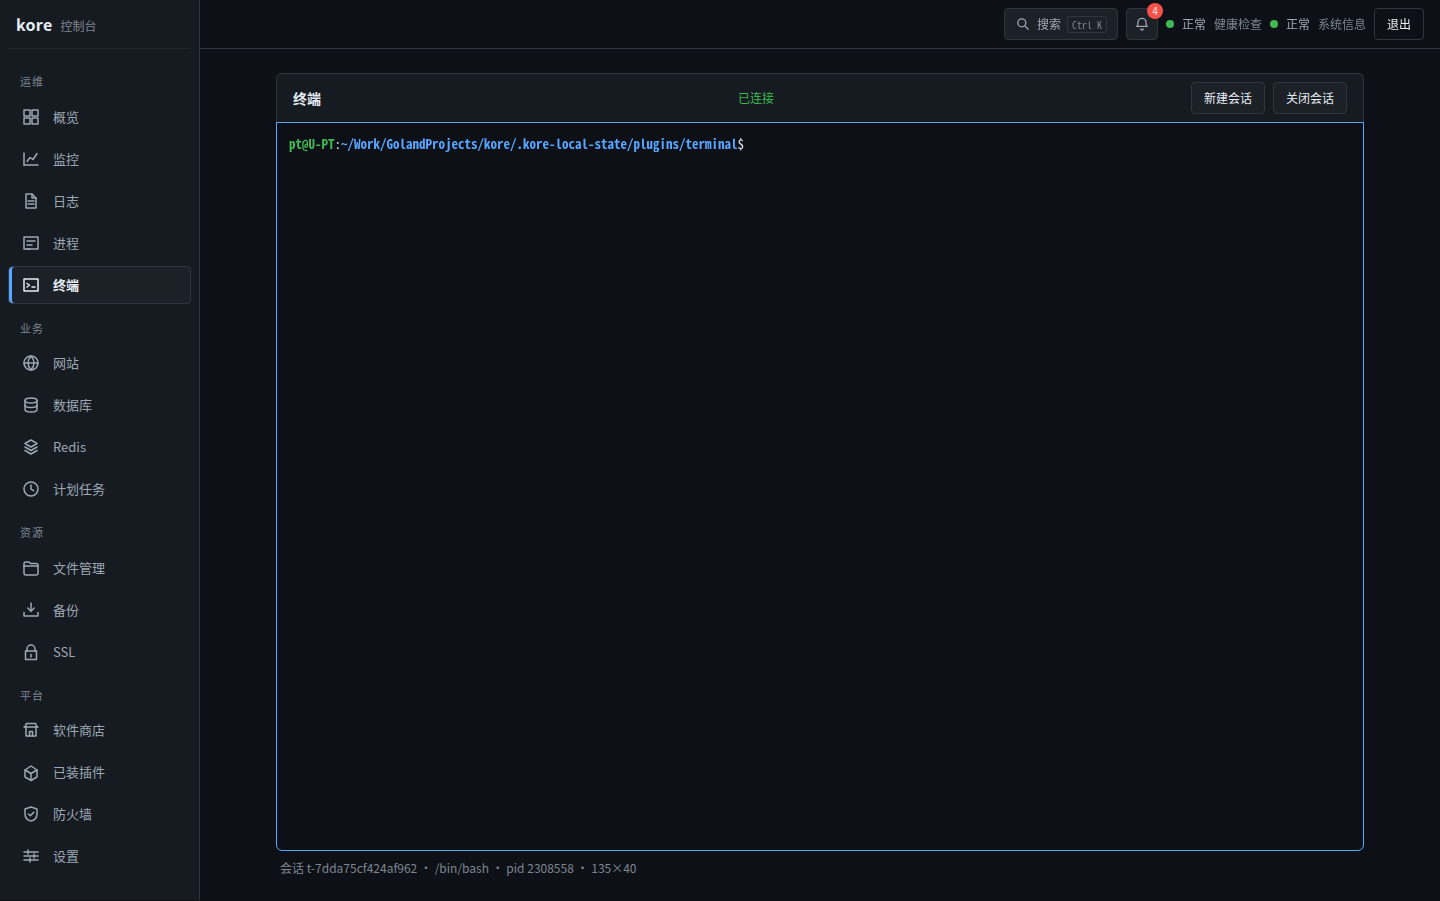 kore 控制台
搜索 Ctrl K
4
正常 健康检查
正常 系统信息
退出
运维
概览
监控
日志
进程
终端
业务
网站
数据库
Redis
计划任务
资源
文件管理
备份
SSL
平台
软件商店
已装插件
防火墙
设置
终端
已连接
新建会话
关闭会话
pt@U-PT:~/Work/GolandProjects/kore/.kore-local-state/plugins/terminal$
会话 t-7dda75cf424af962 · /bin/bash · pid 2308558 · 135×40